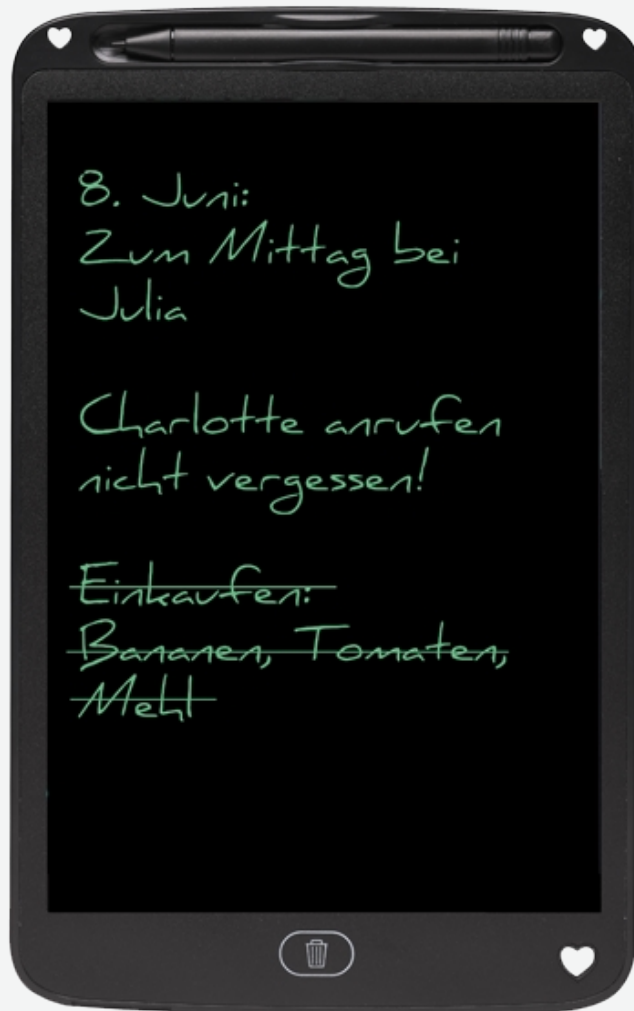 8. Juni:
Zum Mittag bei
Julia
Charlotte anrufen
nicht vergessen!
Einkaufen:
Bananen, Tomaten,
Mehl